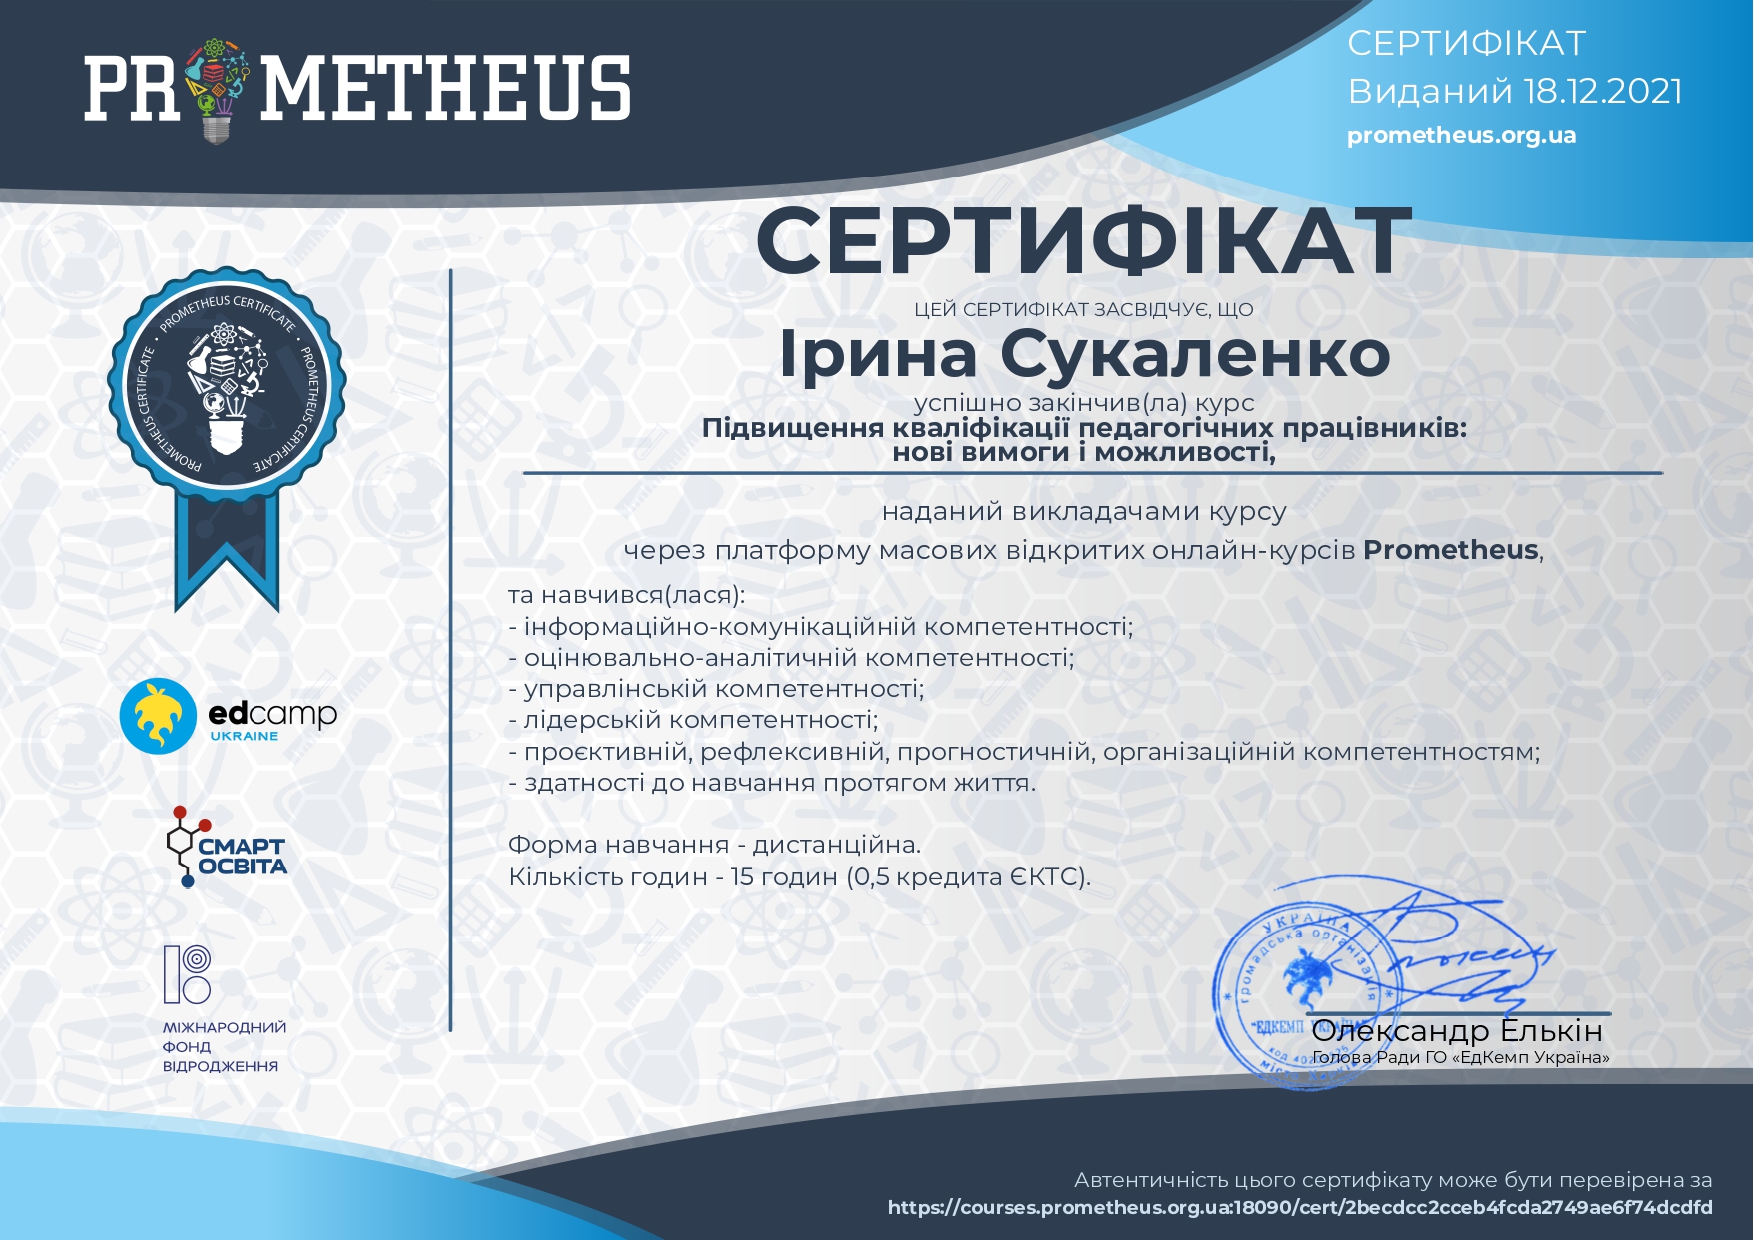 PROMETHEUS
СЕРТИФІКАТ
Виданий 18.12.2021
prometheus.org.ua
СЕРТИФІКАТ
ЦЕЙ СЕРТИФІКАТ ЗАСВІДЧУЄ, ЩО
Ірина Сукаленко
успішно закінчив(ла) курс
Підвищення кваліфікації педагогічних працівників:
нові вимоги і можливості,
наданий викладачами курсу
через платформу масових відкритих онлайн-курсів Prometheus,
та навчився(лася):
- інформаційно-комунікаційній компетентності;
- оцінювально-аналітичній компетентності;
- управлінській компетентності;
- лідерській компетентності;
- проєктивній, рефлексивній, прогностичній, організаційній компетентностям;
- здатності до навчання протягом життя.
Форма навчання - дистанційна.
Кількість годин - 15 годин (0,5 кредита ЄКТС).
PROMETHEUS CERTIFICATE • PROMETHEUS CERTIFICATE • PROMETHEUS CERTIFICATE
edcamp
UKRAINE
СМАРТ
ОСВІТА
МІЖНАРОДНИЙ
ФОНД
ВІДРОДЖЕННЯ
УКРАЇНА
громадська організація
"ЕДКЕМП УКРАЇНА"
код
місто Харків
Олександр Елькін
Голова Ради ГО «ЕдКемп Україна»
Автентичність цього сертифікату може бути перевірена за
https://courses.prometheus.org.ua:18090/cert/2becdcc2cceb4fcda2749ae6f74dcdfd